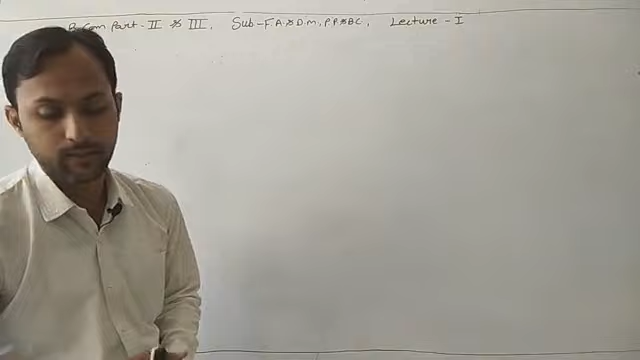 B.Com Part - II & III, Sub - F.A. & D.M, P.P. & B.C., Lecture - I